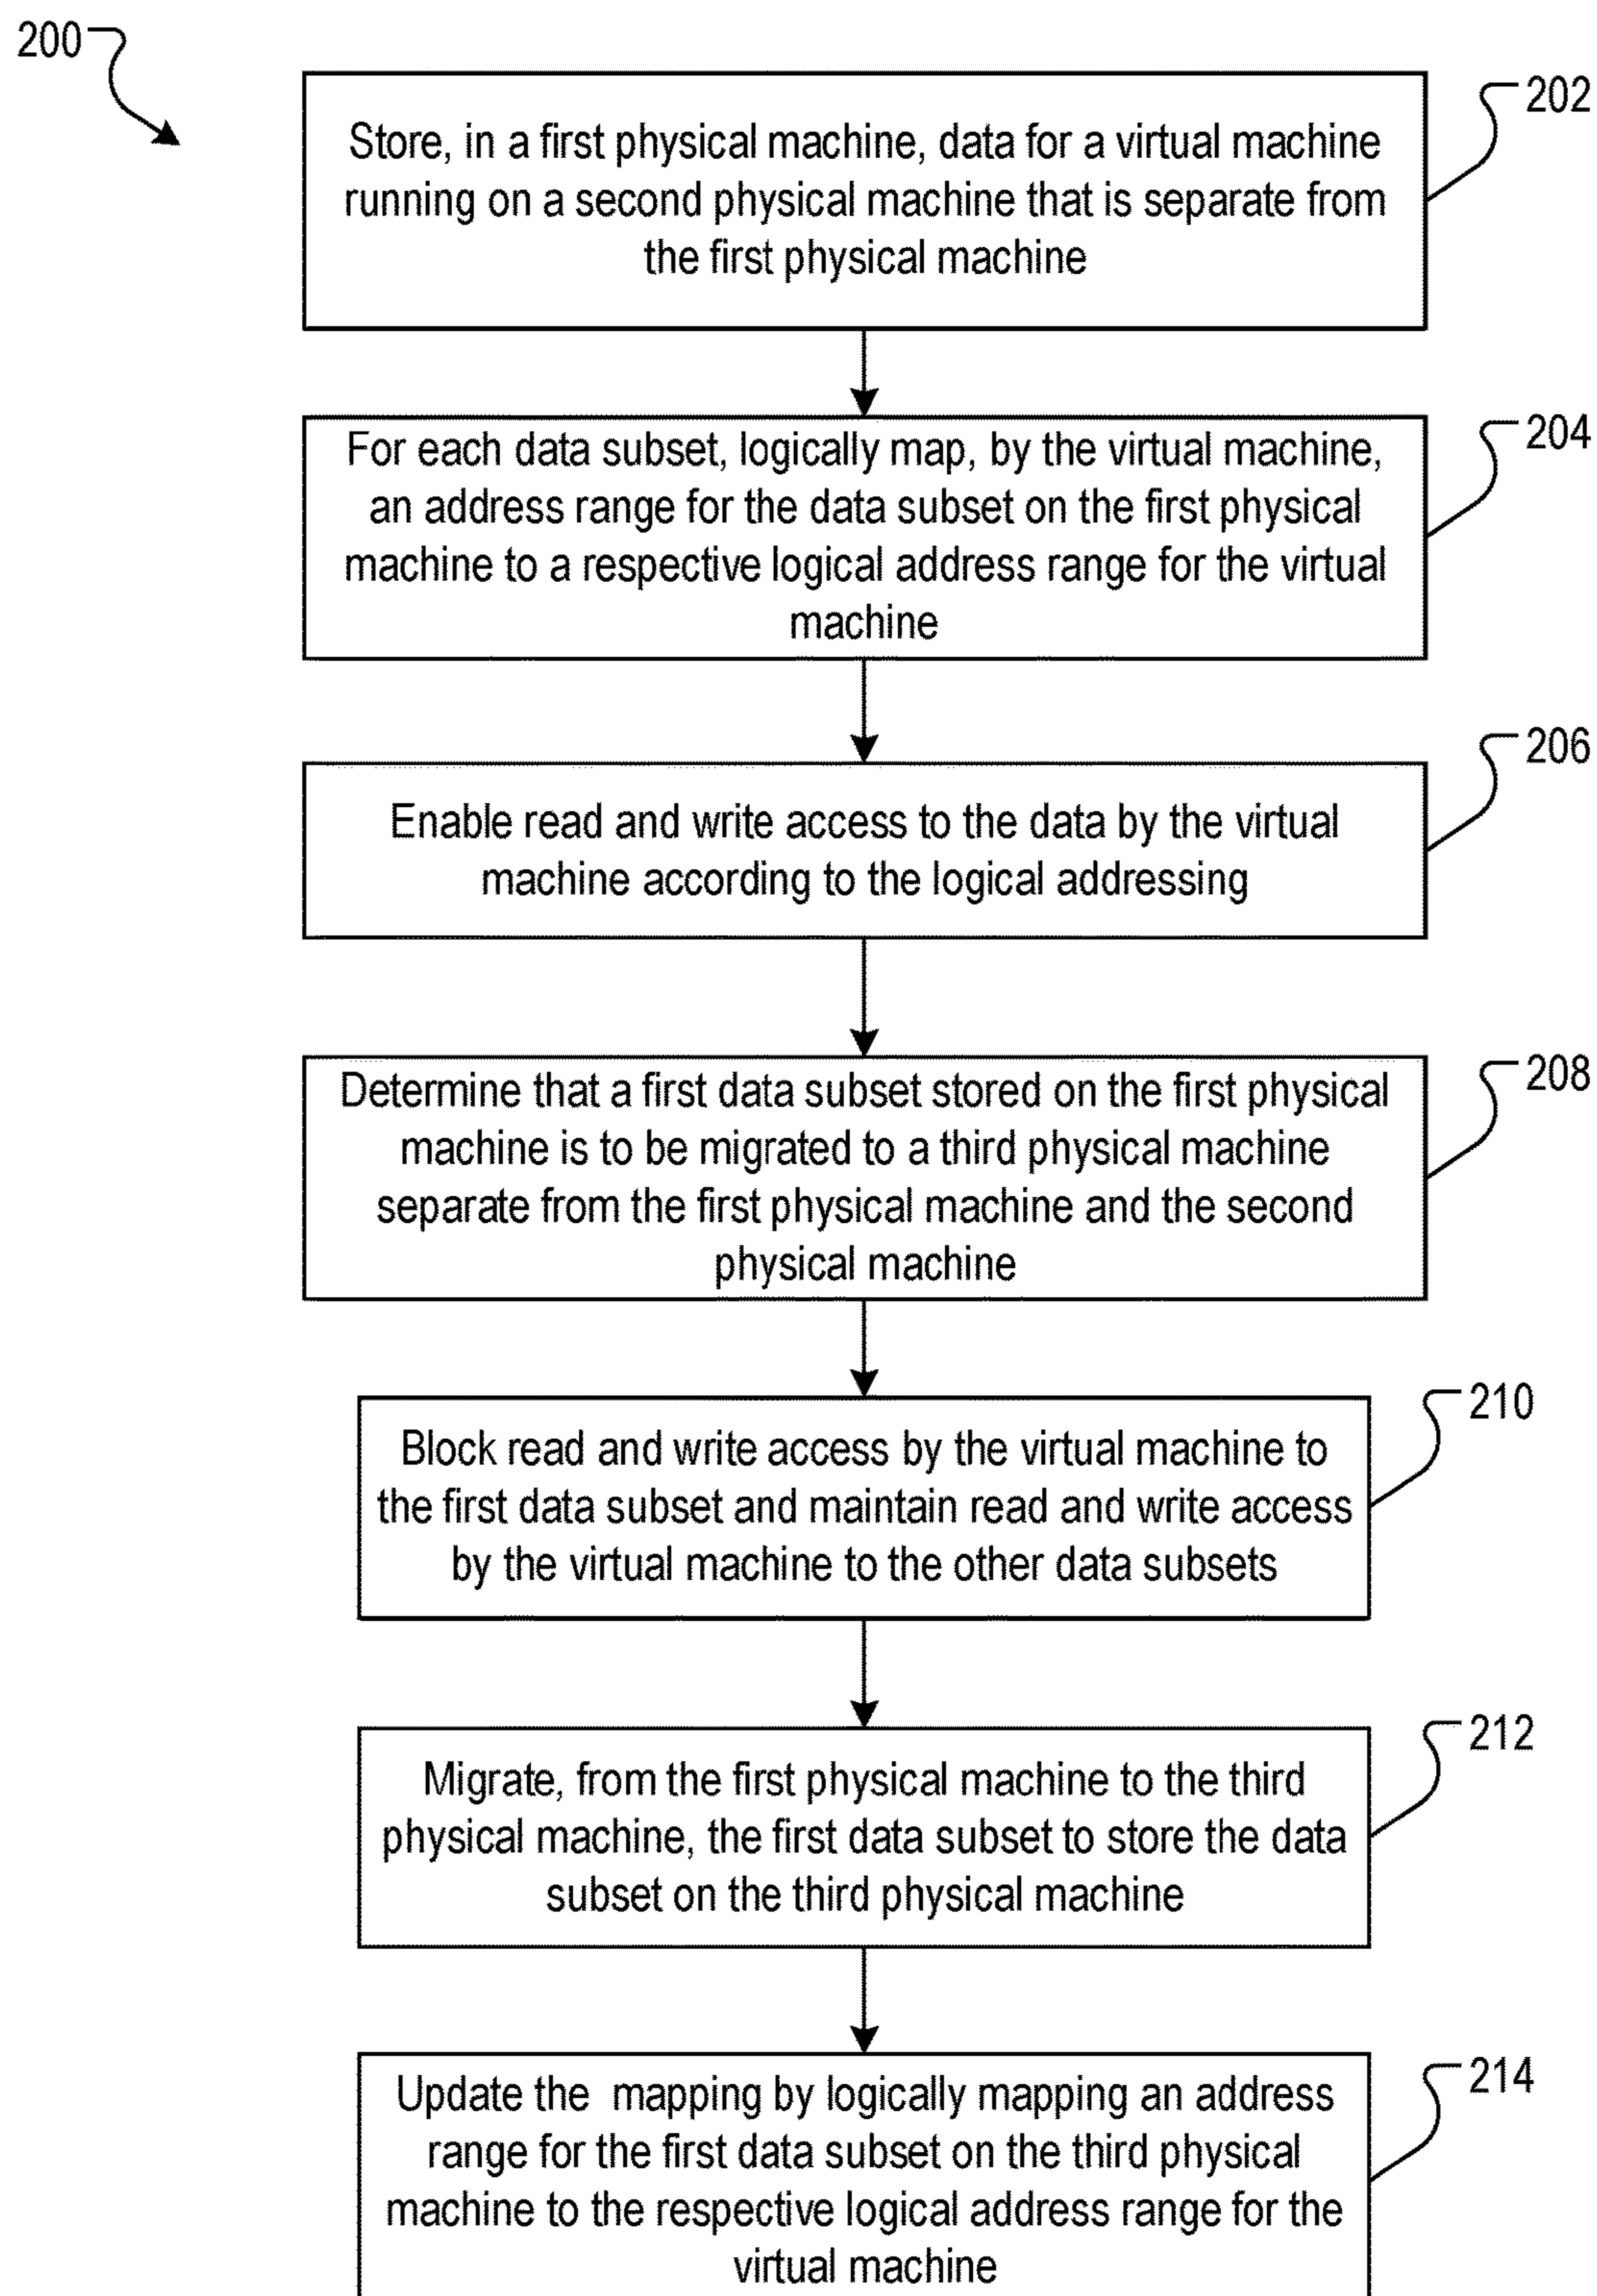 200
202
Store, in a first physical machine, data for a virtual machine
running on a second physical machine that is separate from
the first physical machine
204
For each data subset, logically map, by the virtual machine,
an address range for the data subset on the first physical
machine to a respective logical address range for the virtual
machine
206
Enable read and write access to the data by the virtual
machine according to the logical addressing
208
Determine that a first data subset stored on the first physical
machine is to be migrated to a third physical machine
separate from the first physical machine and the second
physical machine
210
Block read and write access by the virtual machine to
the first data subset and maintain read and write access
by the virtual machine to the other data subsets
212
Migrate, from the first physical machine to the third
physical machine, the first data subset to store the data
subset on the third physical machine
214
Update the  mapping by logically mapping an address
range for the first data subset on the third physical
machine to the respective logical address range for the
virtual machine